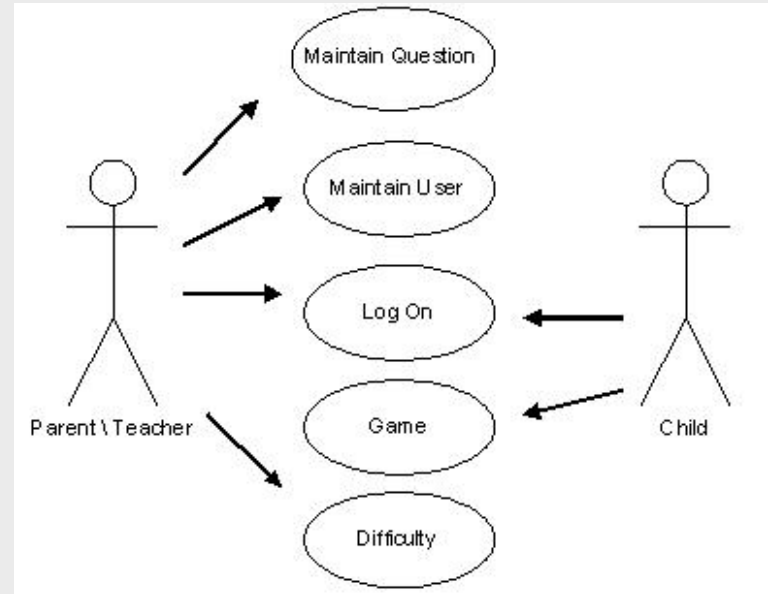 Maintain Question
Maintain User
Log On
Parent \ Teacher
Game
Child
Difficulty